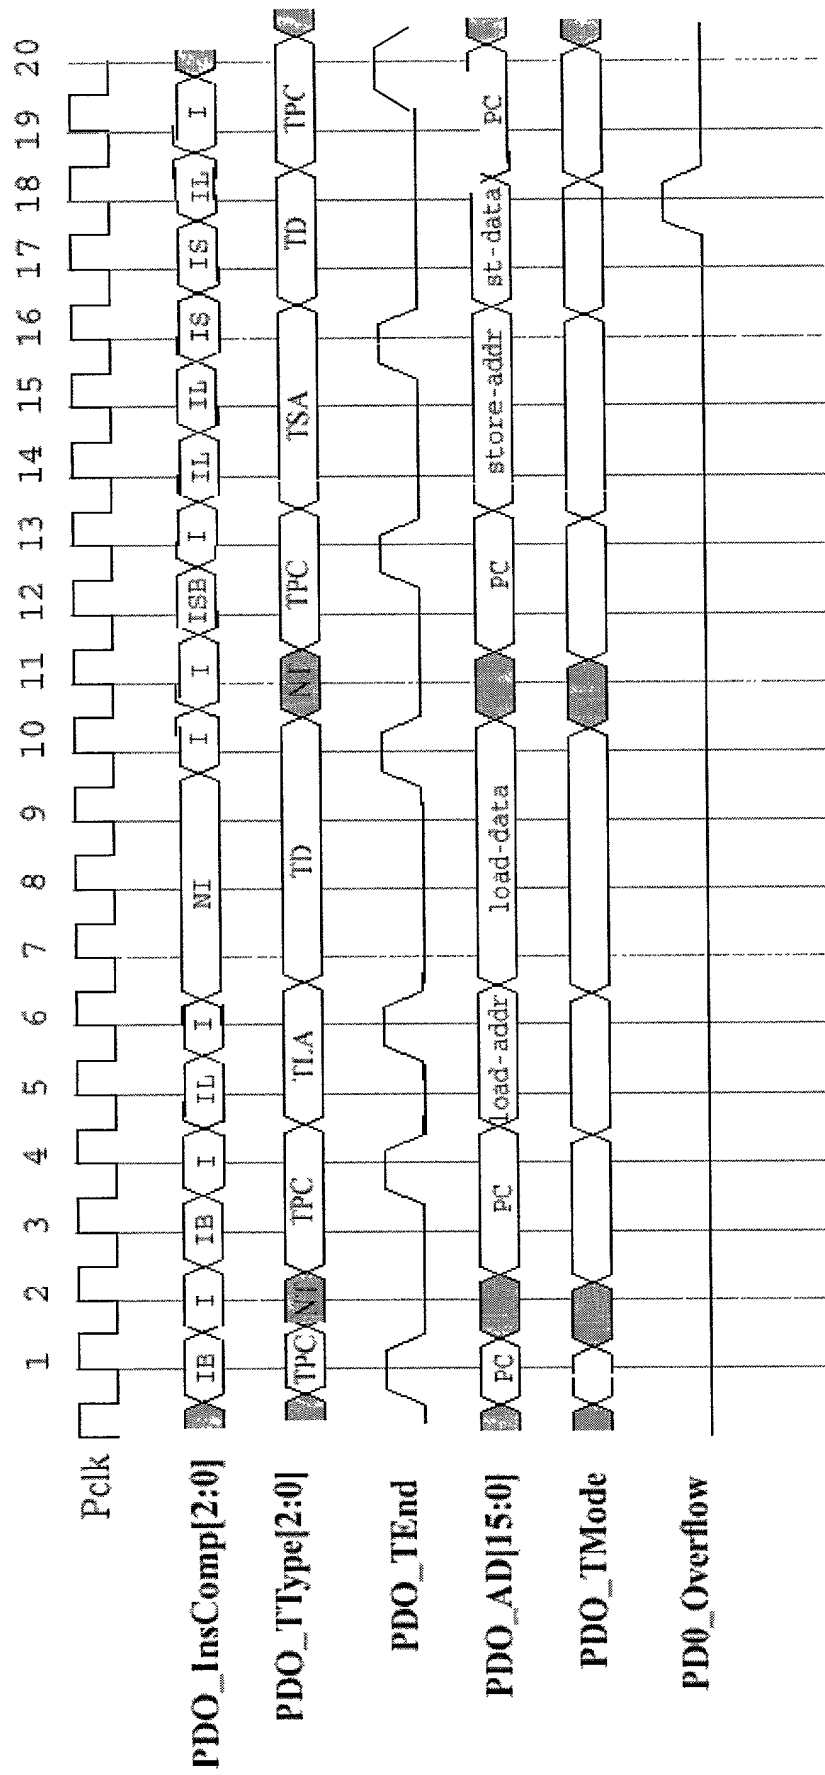 1 2 3 4 5 6 7 8 9 10 11 12 13 14 15 16 17 18 19 20
Pclk
PDO_InsComp[2:0] IB I IB I IL I NI I I ISB I IL IL IS IS IL I
PDO_TType[2:0] TPC NT TPC TLA TD NT TPC TSA TD TPC
PDO_TEnd
PDO_AD[15:0] PC PC load-addr load-data PC store-addr st-data PC
PDO_TMode
PD0_Overflow